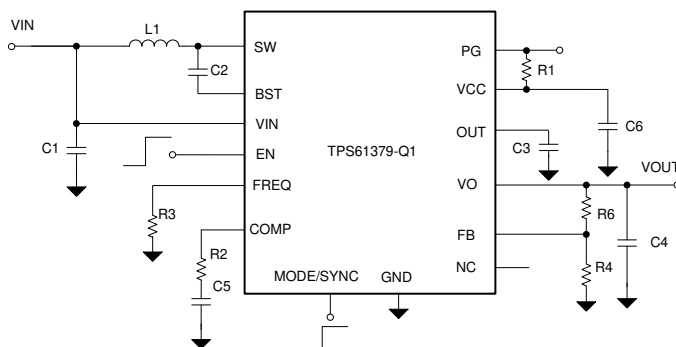 VIN
L1
SW
PG
C2
R1
BST
VCC
VIN
OUT
C6
C1
TPS61379-Q1
C3
EN
VOUT
FREQ
VO
R3
R6
COMP
FB
C4
R2
R4
MODE/SYNC
GND
NC
C5